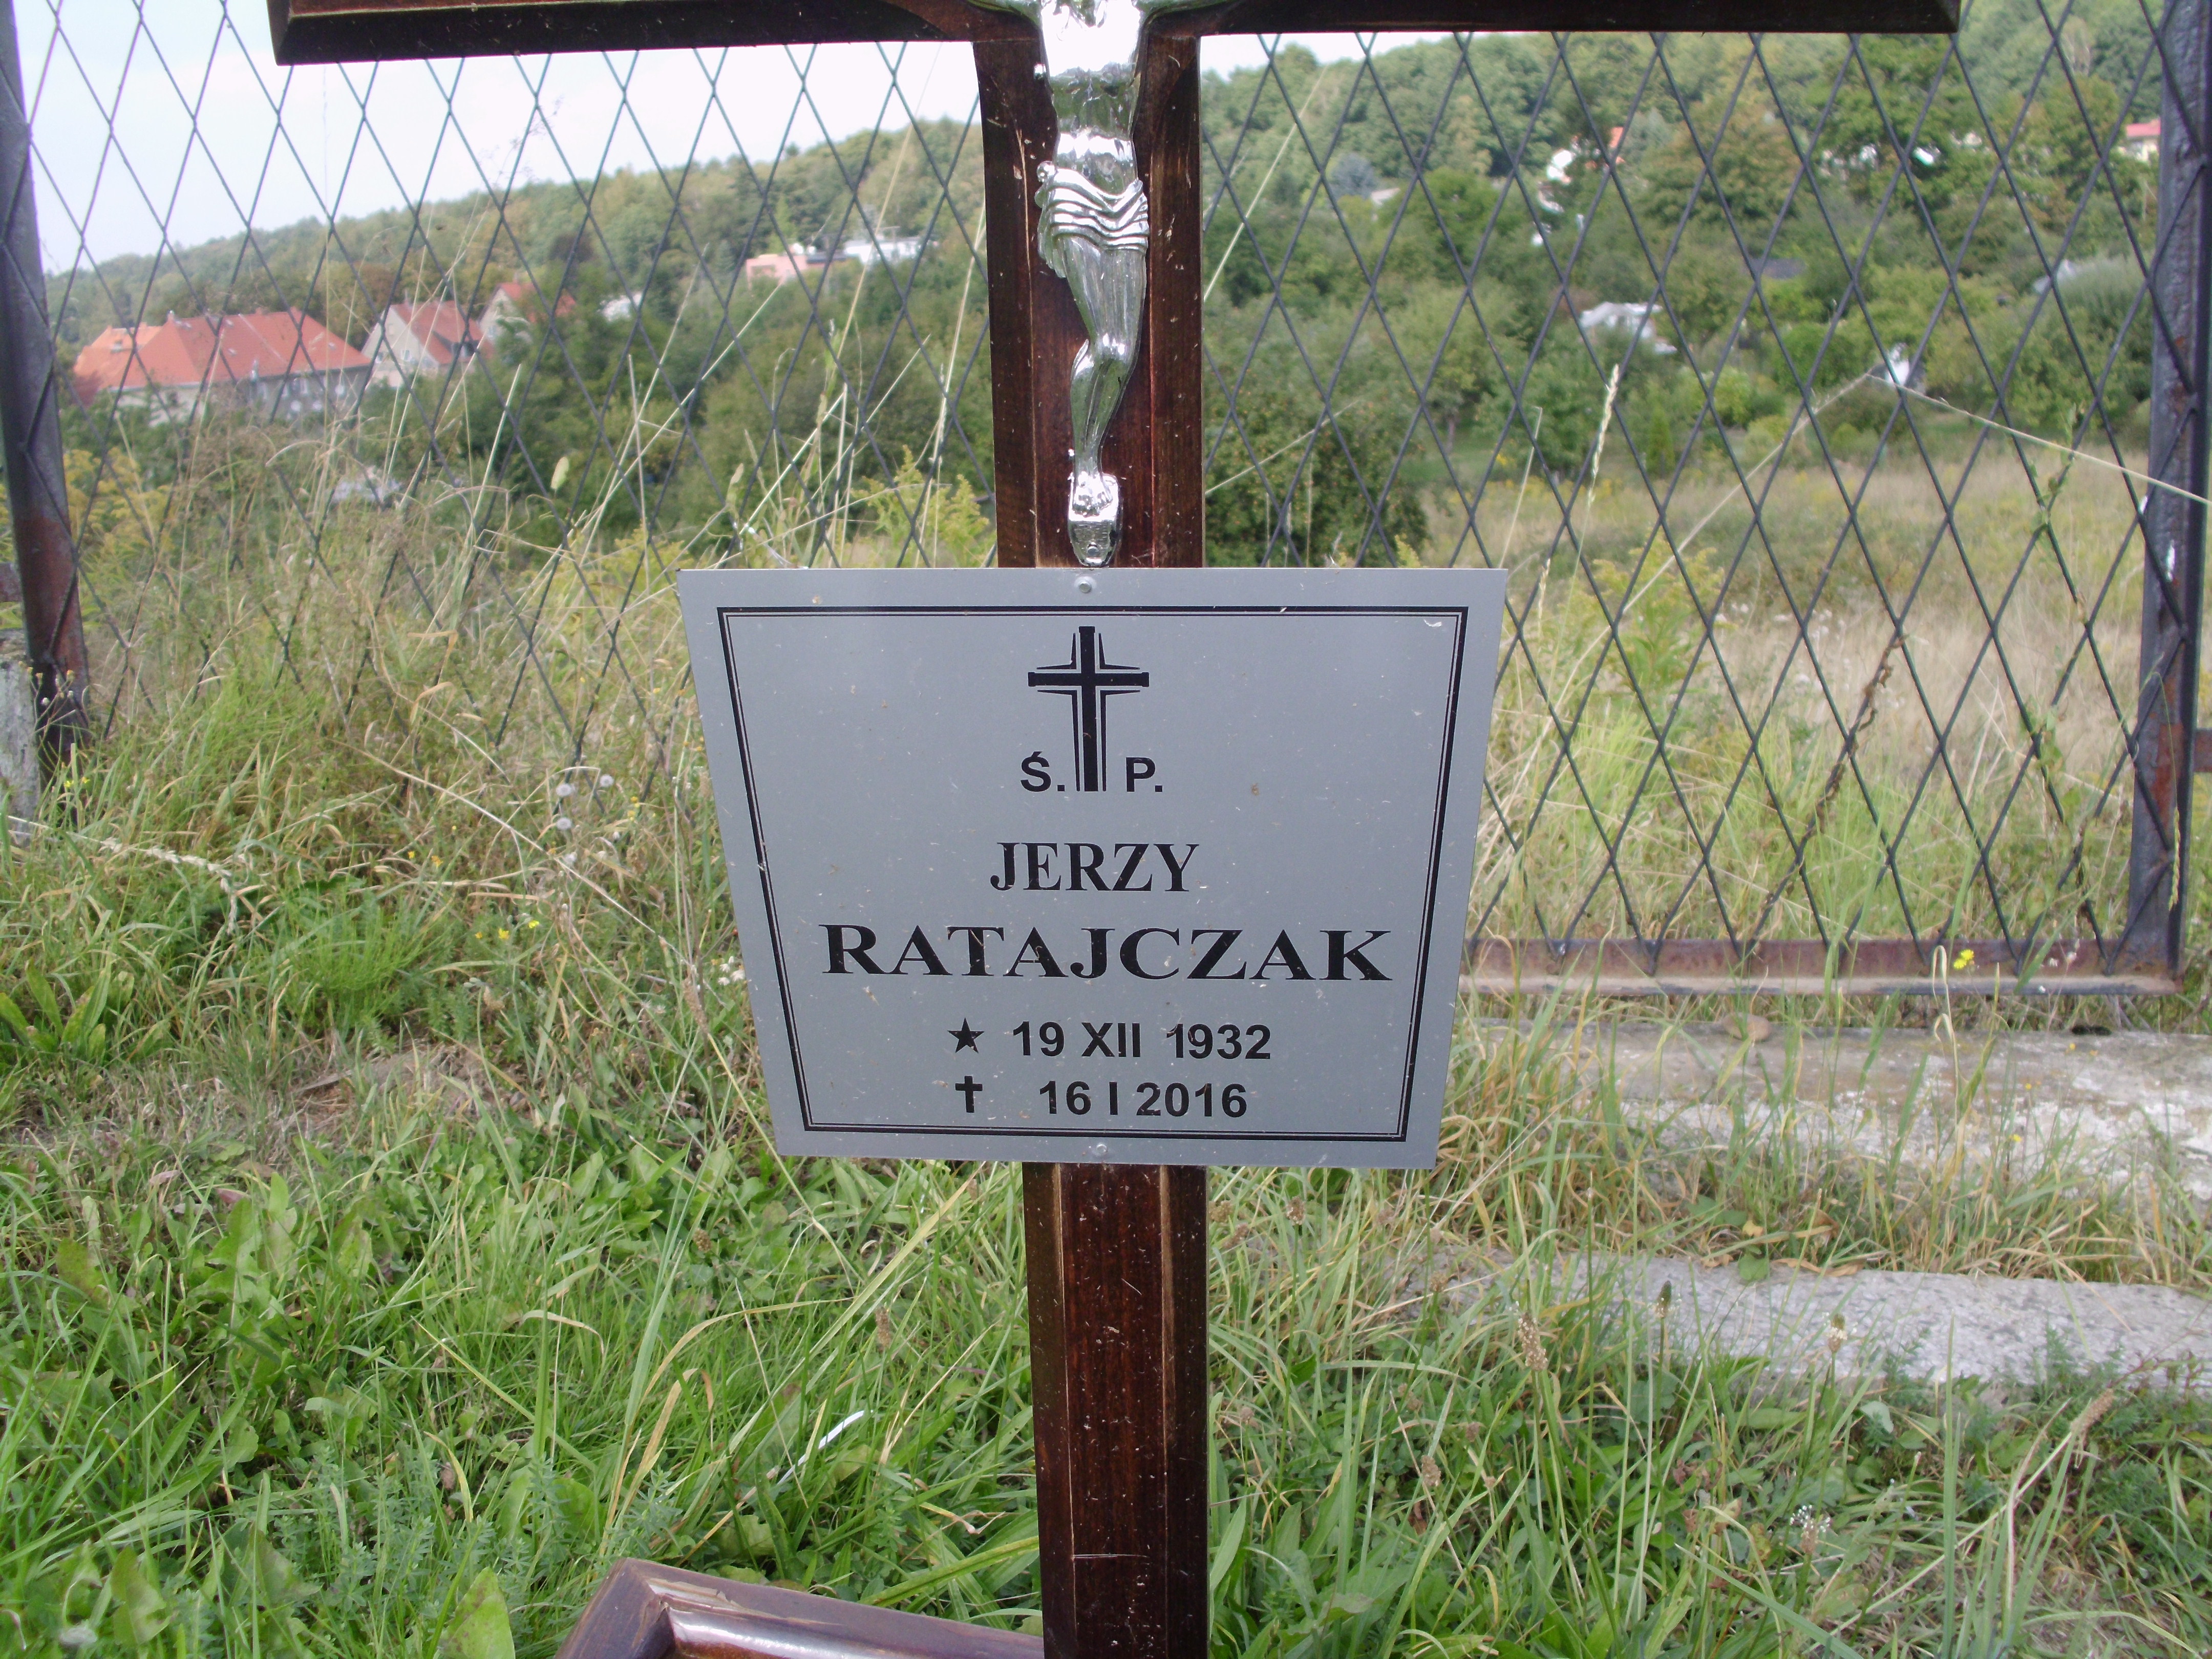 Ś. P.
JERZY
RATAJCZAK
★ 19 XII 1932
✝ 16 I 2016